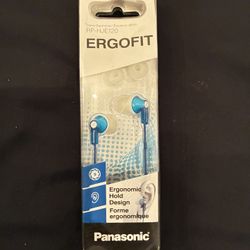 RP-HJE120
ERGOFIT
Ergonomic
Hold
Design
Forme
ergonomique
Panasonic